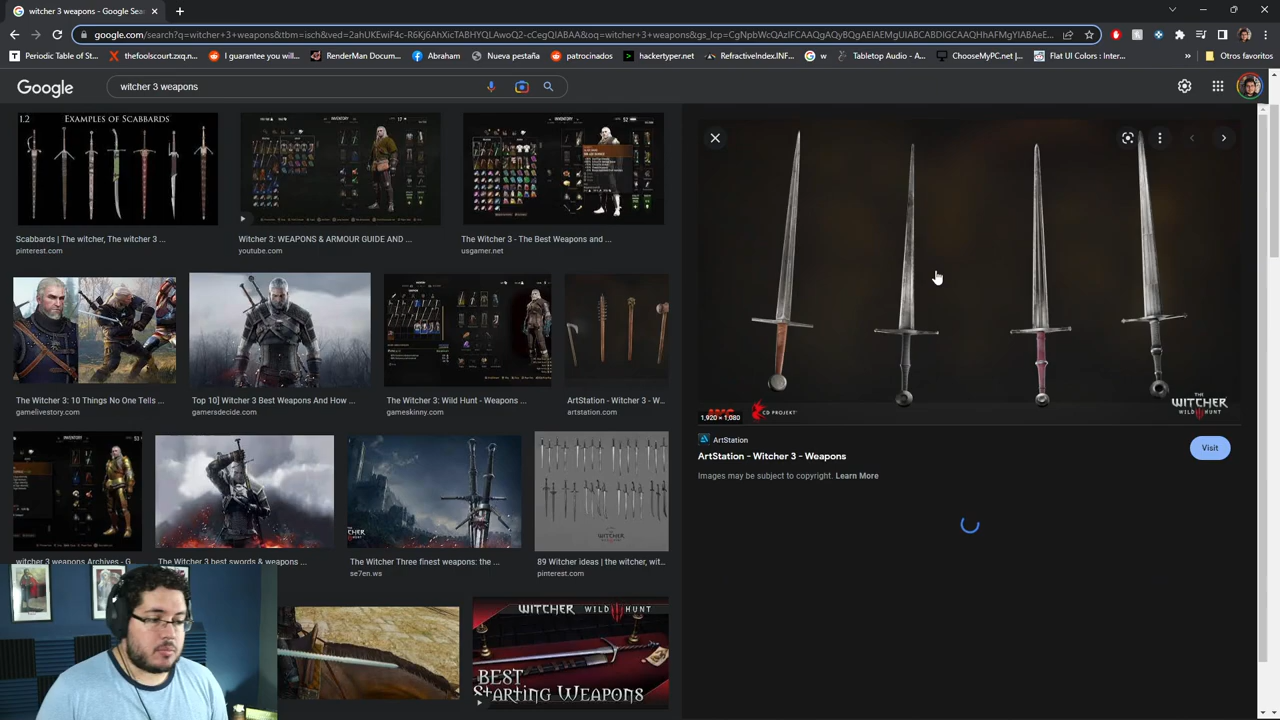 witcher 3 weapons - Google Sea
google.com/search?q=witcher+3+weapons&tbm=isch&ved=2ahUKEwiF4c-R6Kj6AhXicTABHYQLAwoQ2-cCegQIABAA&oq=witcher+3+weapons&gs_lcp=CgNpbWcQAzIFCAAQgAQyBQgAEIAEMgUIABCABDIGCAAQHhAFMgYIABAe...
Periodic Table of St...
thefoolscourt.zxq.n...
I guarantee you will...
RenderMan Docum...
Abraham
Nueva pestaña
patrocinados
hackertyper.net
RefractiveIndex.INF...
w
Tabletop Audio - A...
ChooseMyPC.net |...
Flat UI Colors : Inter...
Otros favoritos
Google
witcher 3 weapons
1.2 EXAMPLES OF SCABBARDS
INVENTORY
INVENTORY
Scabbards | The witcher, The witcher 3 ...
pinterest.com
Witcher 3: WEAPONS & ARMOUR GUIDE AND ...
youtube.com
The Witcher 3 - The Best Weapons and ...
usgamer.net
The Witcher 3: 10 Things No One Tells ...
gamelivestory.com
Top 10] Witcher 3 Best Weapons And How ...
gamersdecide.com
The Witcher 3: Wild Hunt - Weapons ...
gameskinny.com
ArtStation - Witcher 3 - W...
artstation.com
witcher 3 weapons Archives - G
The Witcher 3 best swords & weapons ...
The Witcher Three finest weapons: the ...
se7en.ws
89 Witcher ideas | the witcher, wit...
pinterest.com
WITCHER WILD HUNT
BEST
STARTING WEAPONS
CD PROJEKT
THE
WITCHER
WILD HUNT
1,920 × 1,080
ArtStation
Visit
ArtStation - Witcher 3 - Weapons
Images may be subject to copyright. Learn More